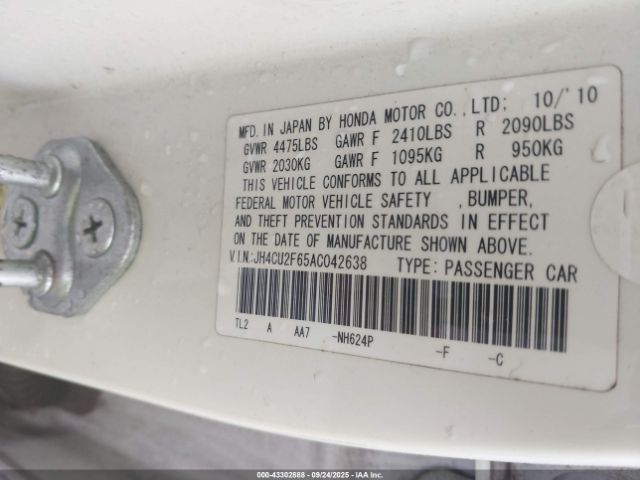 MFD. IN JAPAN BY HONDA MOTOR CO., LTD: 10/'10
GVWR 4475LBS GAWR F 2410LBS R 2090LBS
GVWR 2030KG GAWR F 1095KG R 950KG
THIS VEHICLE CONFORMS TO ALL APPLICABLE
FEDERAL MOTOR VEHICLE SAFETY , BUMPER,
AND THEFT PREVENTION STANDARDS IN EFFECT
ON THE DATE OF MANUFACTURE SHOWN ABOVE.
V.I.N.:JH4CU2F65AC042638 TYPE: PASSENGER CAR
TL2 A AA7 -NH624P -F -C
000-43302888 - 09/24/2025 - IAAI.COM